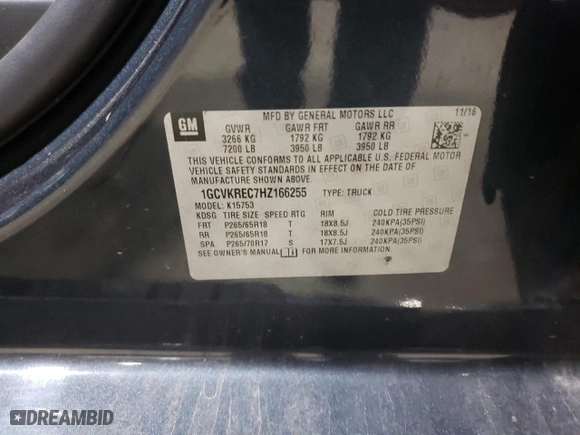 MFD BY GENERAL MOTORS LLC 11/16
GM
GVWR GAWR FRT GAWR RR
3266 KG 1792 KG 1792 KG
7200 LB 3950 LB 3950 LB
THIS VEHICLE CONFORMS TO ALL APPLICABLE U.S. FEDERAL MOTOR
VEHICLE SAFETY STANDARDS IN EFFECT ON THE DATE OF MANUFACTURE
SHOWN ABOVE.
1GCVKREC7HZ166255 TYPE: TRUCK
MODEL: K15753
KDSG TIRE SIZE SPEED RTG RIM COLD TIRE PRESSURE
FRT P265/65R18 T 18X8.5J 240KPA(35PSI)
RR P265/65R18 T 18X8.5J 240KPA(35PSI)
SPA P265/70R17 S 17X7.5J 240KPA(35PSI)
SEE OWNER'S MANUAL FOR MORE INFORMATION.
DREAMBID